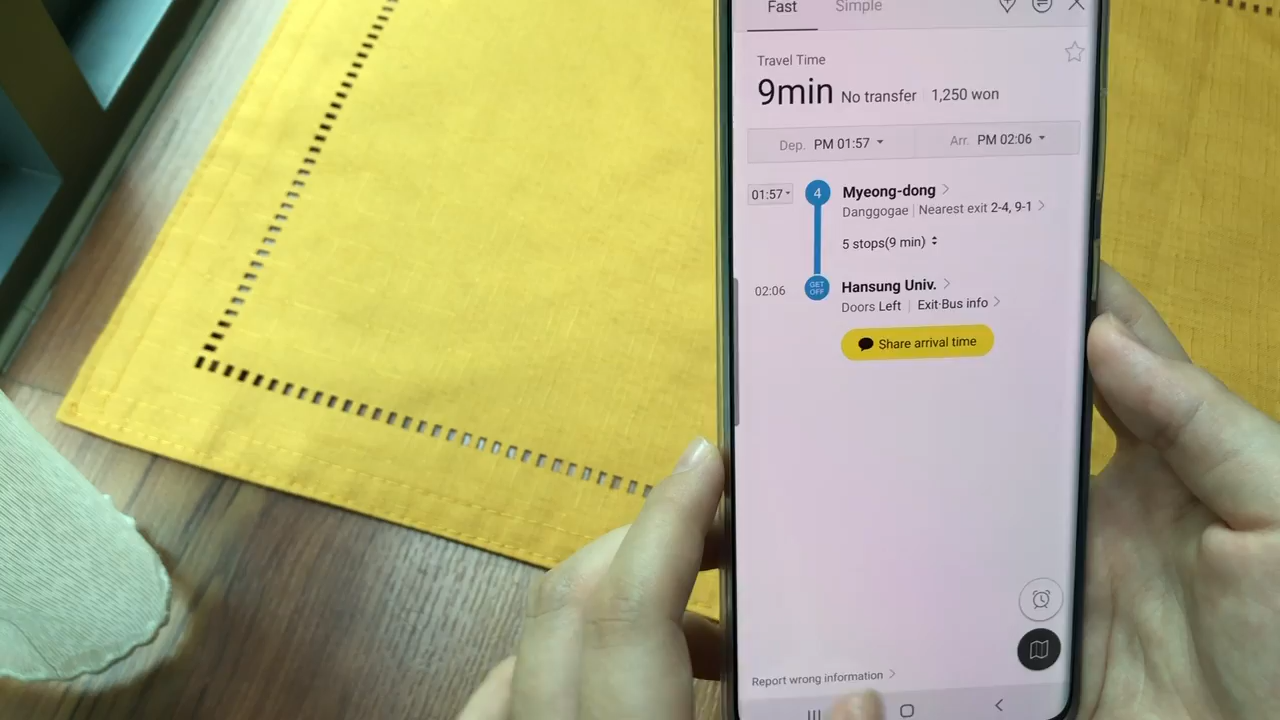 Fast Simple
Travel Time
9min No transfer 1,250 won
Dep. PM 01:57 Arr. PM 02:06
01:57 4 Myeong-dong
Danggogae | Nearest exit 2-4, 9-1
5 stops(9 min)
02:06 GET OFF Hansung Univ.
Doors Left | Exit·Bus info
Share arrival time
Report wrong information